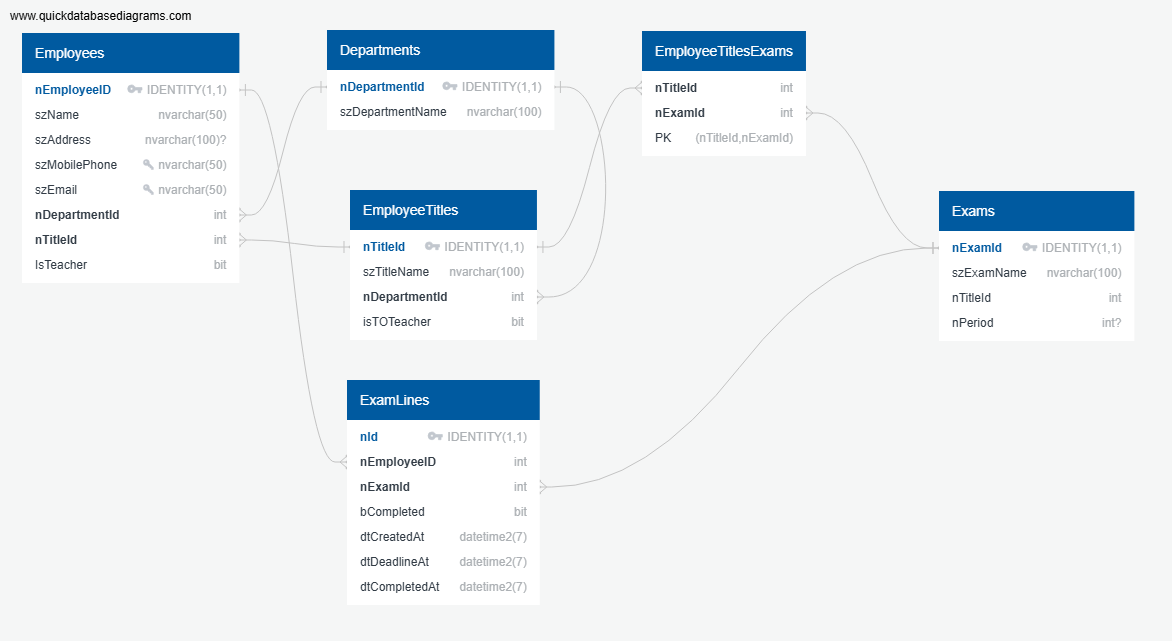 www.quickdatabasediagrams.com
Employees
nEmployeeID IDENTITY(1,1)
szName nvarchar(50)
szAddress nvarchar(100)?
szMobilePhone nvarchar(50)
szEmail nvarchar(50)
nDepartmentId int
nTitleId int
IsTeacher bit
Departments
nDepartmentId IDENTITY(1,1)
szDepartmentName nvarchar(100)
EmployeeTitlesExams
nTitleId int
nExamId int
PK (nTitleId,nExamId)
EmployeeTitles
nTitleId IDENTITY(1,1)
szTitleName nvarchar(100)
nDepartmentId int
isTOTeacher bit
Exams
nExamId IDENTITY(1,1)
szExamName nvarchar(100)
nTitleId int
nPeriod int?
ExamLines
nId IDENTITY(1,1)
nEmployeeID int
nExamId int
bCompleted bit
dtCreatedAt datetime2(7)
dtDeadlineAt datetime2(7)
dtCompletedAt datetime2(7)